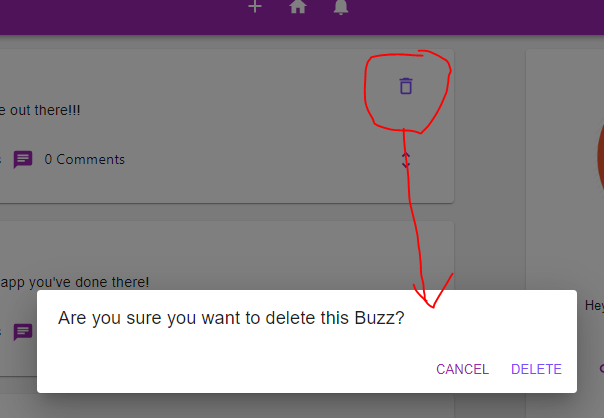 e out there!!!
0 Comments
app you've done there!
Are you sure you want to delete this Buzz?
Hey
CANCEL DELETE